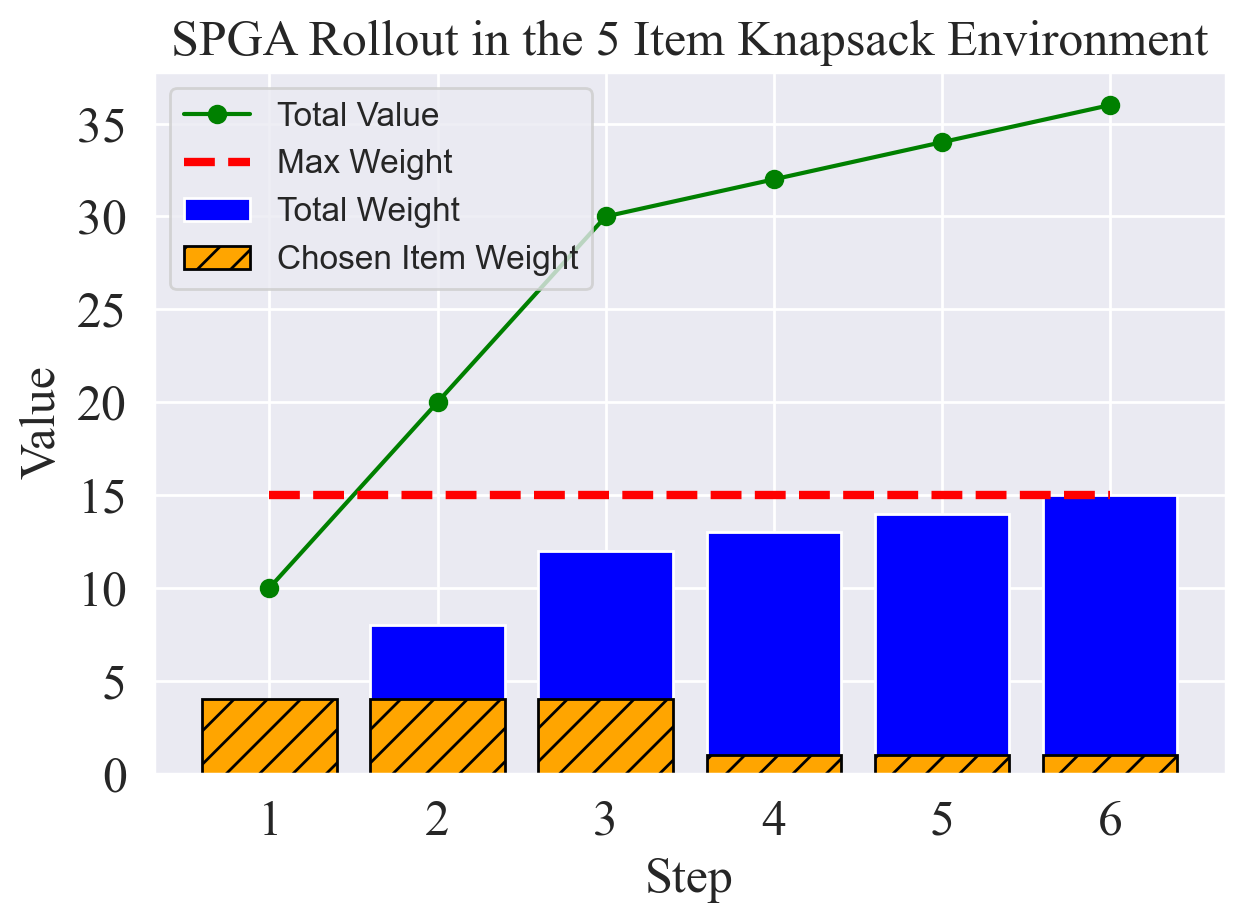 SPGA Rollout in the 5 Item Knapsack Environment
Total Value
Max Weight
Total Weight
Chosen Item Weight
Value
35
30
25
20
15
10
5
0
1 2 3 4 5 6
Step